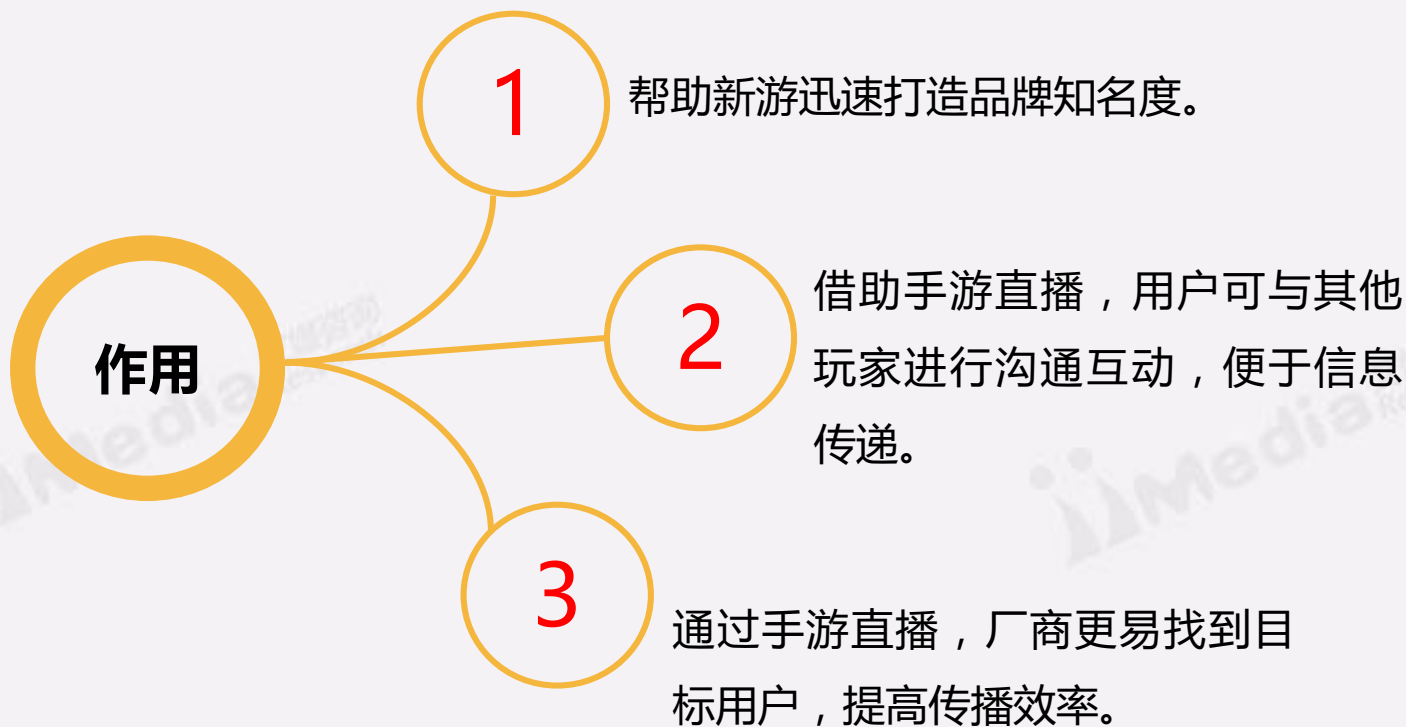 1
帮助新游迅速打造品牌知名度。
作用
2
借助手游直播，用户可与其他
玩家进行沟通互动，便于信息
传递。
3
通过手游直播，厂商更易找到目
标用户，提高传播效率。
iiMedia